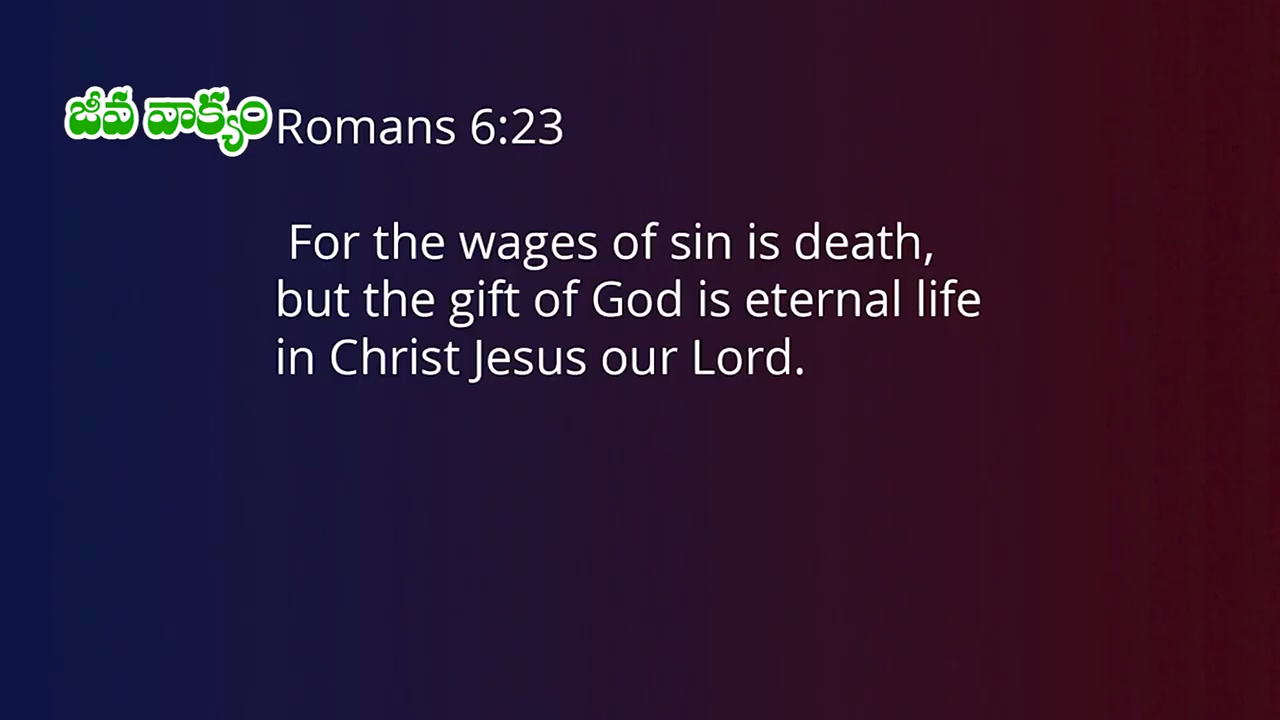 జీవ వాక్యం
Romans 6:23
For the wages of sin is death,
but the gift of God is eternal life
in Christ Jesus our Lord.